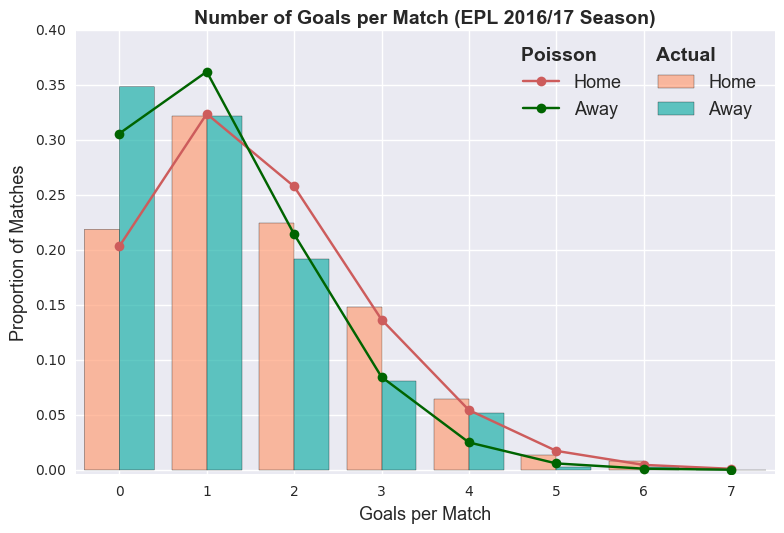 Number of Goals per Match (EPL 2016/17 Season)
Poisson Actual
Home Home
Away Away
0.40
0.35
0.30
0.25
0.20
0.15
0.10
0.05
0.00
Proportion of Matches
0 1 2 3 4 5 6 7
Goals per Match